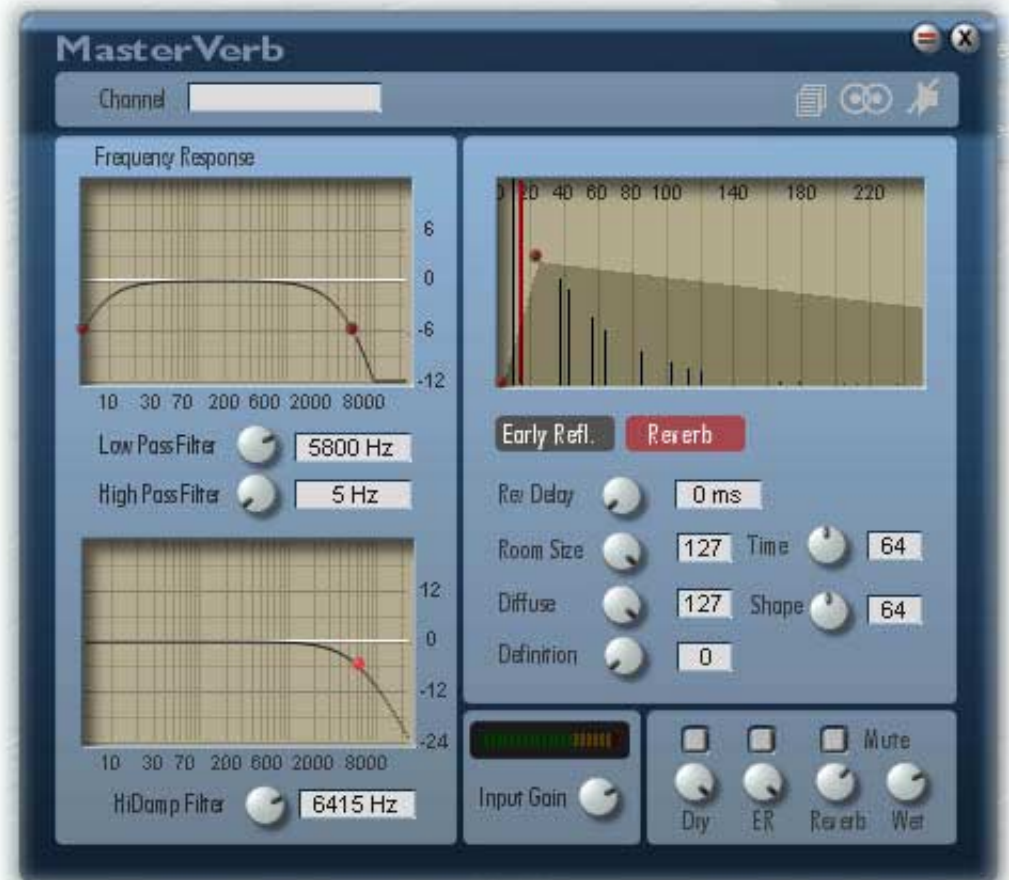 MasterVerb
X
Channel
Frequency Response
6
0
-6
-12
10 30 70 200 600 2000 8000
Low Pass Filter 5800 Hz
High Pass Filter 5 Hz
12
0
-12
-24
10 30 70 200 600 2000 8000
HiDamp Filter 6415 Hz
0 20 40 60 80 100 140 180 220
Early Refl. Reverb
Rev Delay 0 ms
Room Size 127 Time 64
Diffuse 127 Shape 64
Definition 0
Input Gain
Mute
Dry ER Reverb Wet